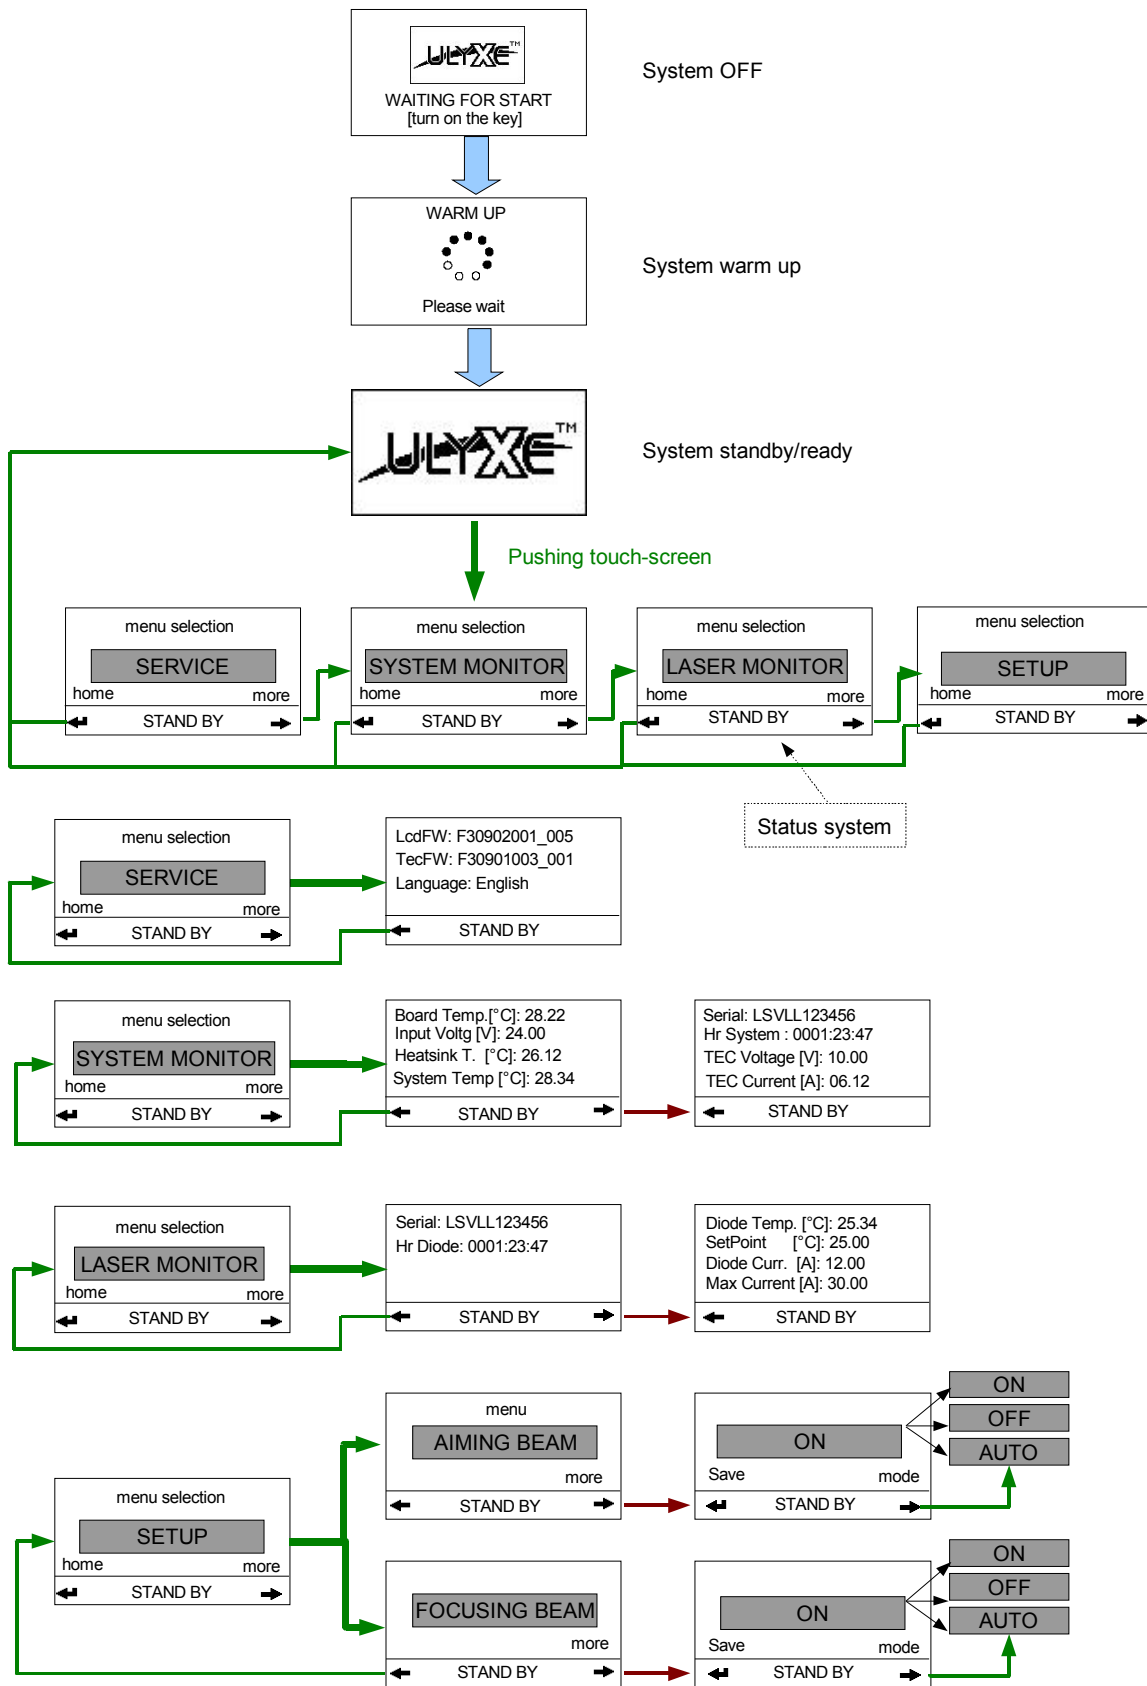 ULYXE™
WAITING FOR START
[turn on the key]
System OFF
WARM UP
Please wait
System warm up
ULYXE™
System standby/ready
Pushing touch-screen
menu selection
SERVICE
home more
STAND BY
menu selection
SYSTEM MONITOR
home more
STAND BY
menu selection
LASER MONITOR
home more
STAND BY
menu selection
SETUP
home more
STAND BY
Status system
menu selection
SERVICE
home more
STAND BY
LcdFW: F30902001_005
TecFW: F30901003_001
Language: English
STAND BY
menu selection
SYSTEM MONITOR
home more
STAND BY
Board Temp.[°C]: 28.22
Input Voltg [V]: 24.00
Heatsink T. [°C]: 26.12
System Temp [°C]: 28.34
STAND BY
Serial: LSVLL123456
Hr System : 0001:23:47
TEC Voltage [V]: 10.00
TEC Current [A]: 06.12
STAND BY
menu selection
LASER MONITOR
home more
STAND BY
Serial: LSVLL123456
Hr Diode: 0001:23:47
STAND BY
Diode Temp. [°C]: 25.34
SetPoint [°C]: 25.00
Diode Curr. [A]: 12.00
Max Current [A]: 30.00
STAND BY
menu selection
SETUP
home more
STAND BY
menu
AIMING BEAM
more
STAND BY
ON
Save mode
STAND BY
ON
OFF
AUTO
FOCUSING BEAM
more
STAND BY
ON
Save mode
STAND BY
ON
OFF
AUTO